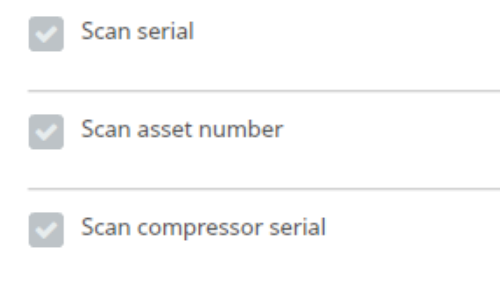 Scan serial
Scan asset number
Scan compressor serial